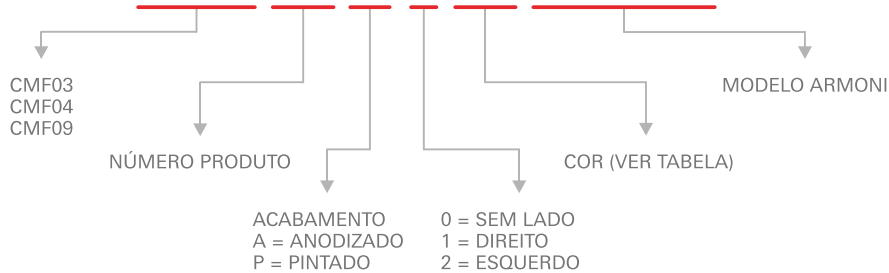 CMF03
CMF04
CMF09
NÚMERO PRODUTO
ACABAMENTO
A = ANODIZADO
P = PINTADO
0 = SEM LADO
1 = DIREITO
2 = ESQUERDO
COR (VER TABELA)
MODELO ARMONI